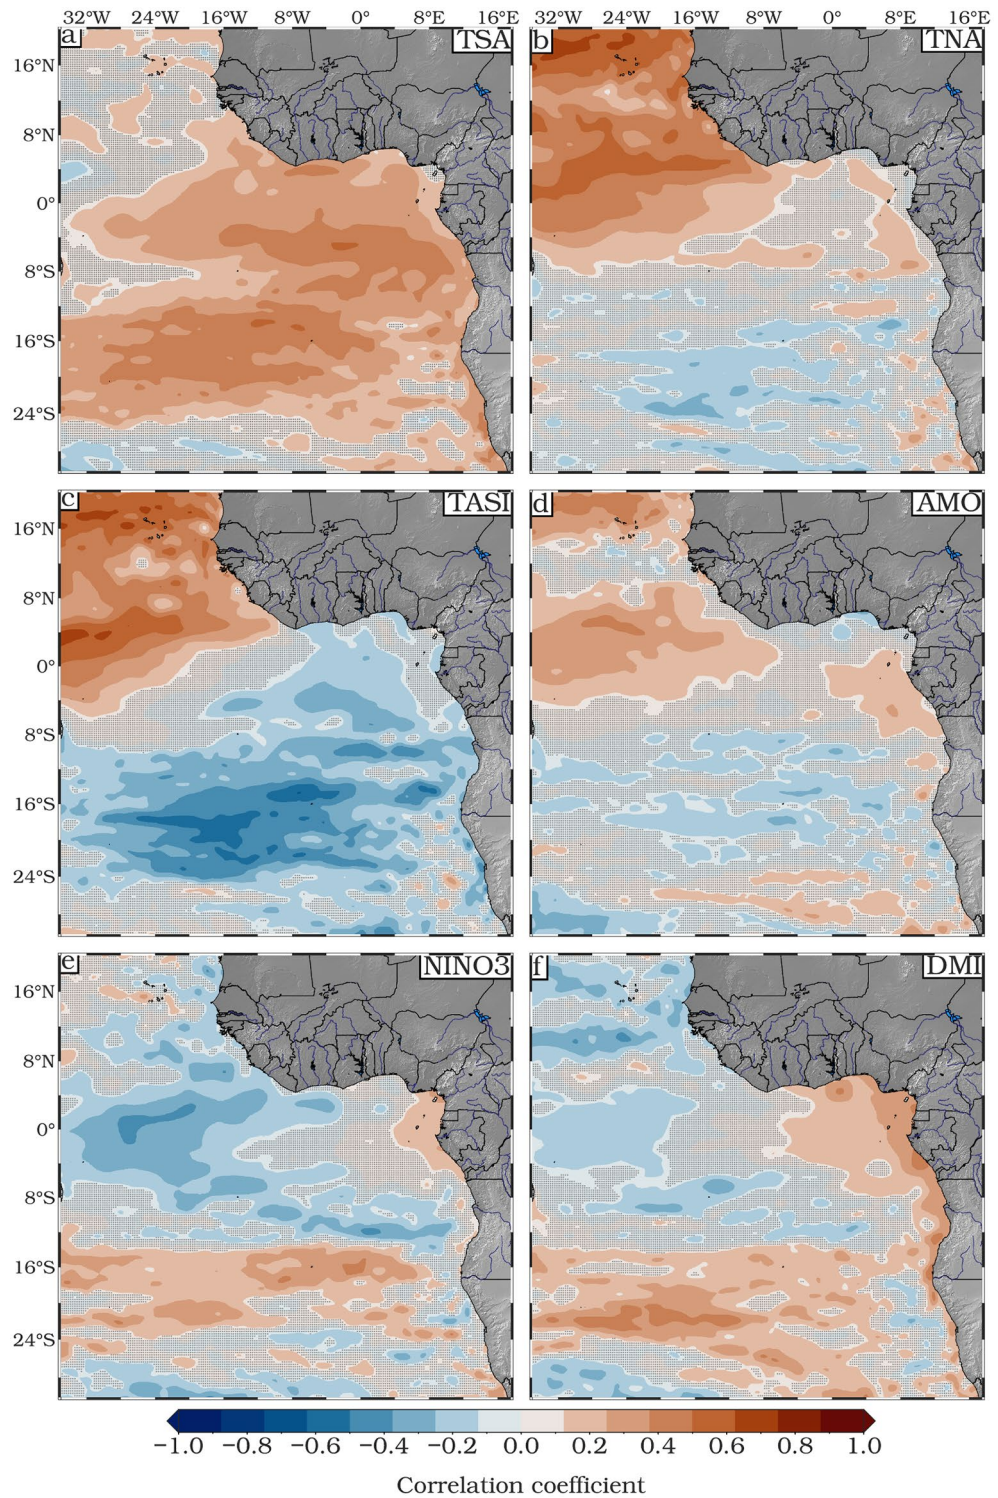 32°W 24°W 16°W 8°W 0° 8°E 16°E 32°W 24°W 16°W 8°W 0° 8°E 16°E
a TSA b TNA
16°N
8°N
0°
8°S
16°S
24°S
c TASI d AMO
16°N
8°N
0°
8°S
16°S
24°S
e NINO3 f DMI
16°N
8°N
0°
8°S
16°S
24°S
−1.0 −0.8 −0.6 −0.4 −0.2 0.0 0.2 0.4 0.6 0.8 1.0
Correlation coefficient